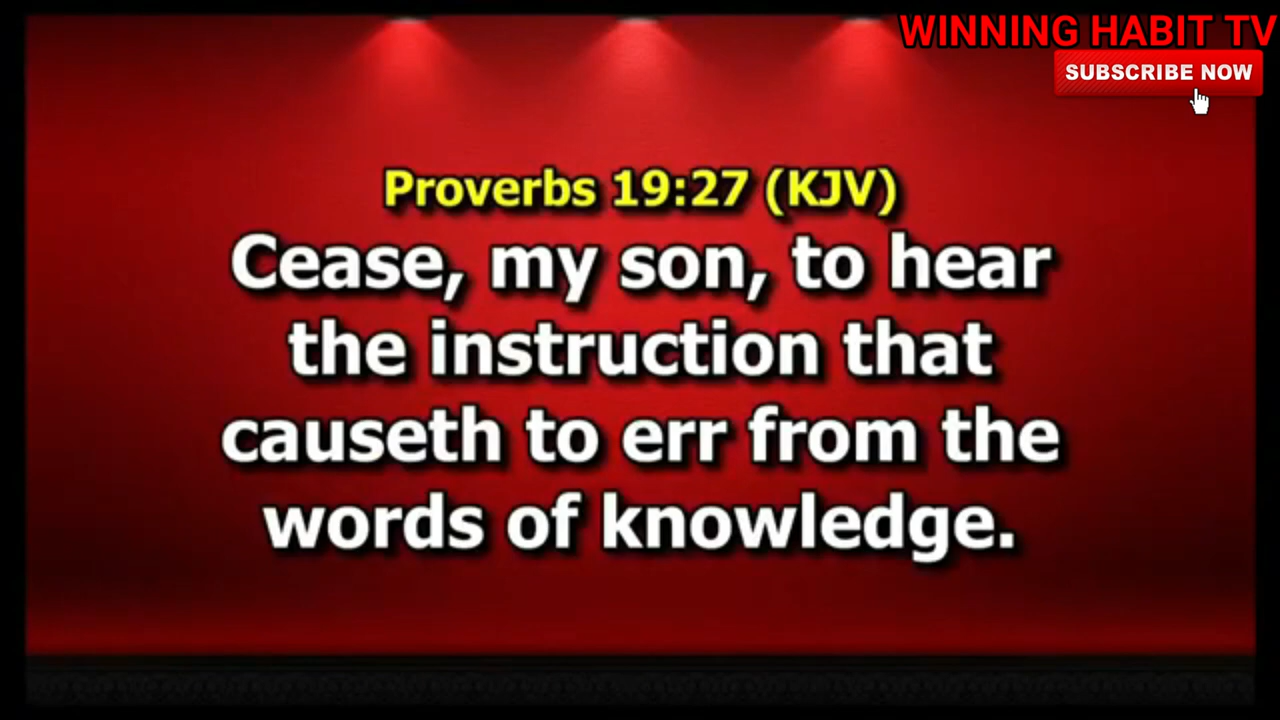 WINNING HABIT TV
SUBSCRIBE NOW
Proverbs 19:27 (KJV)
Cease, my son, to hear
the instruction that
causeth to err from the
words of knowledge.